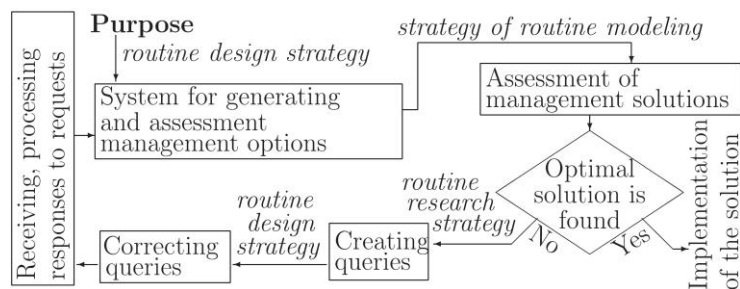 Purpose
routine design strategy
strategy of routine modeling
Receiving, processing
responses to requests
System for generating
and assessment
management options
Assessment of
management solutions
Optimal
solution is
found
No
Yes
Implementation
of the solution
routine
research
strategy
Creating
queries
routine
design
strategy
Correcting
queries